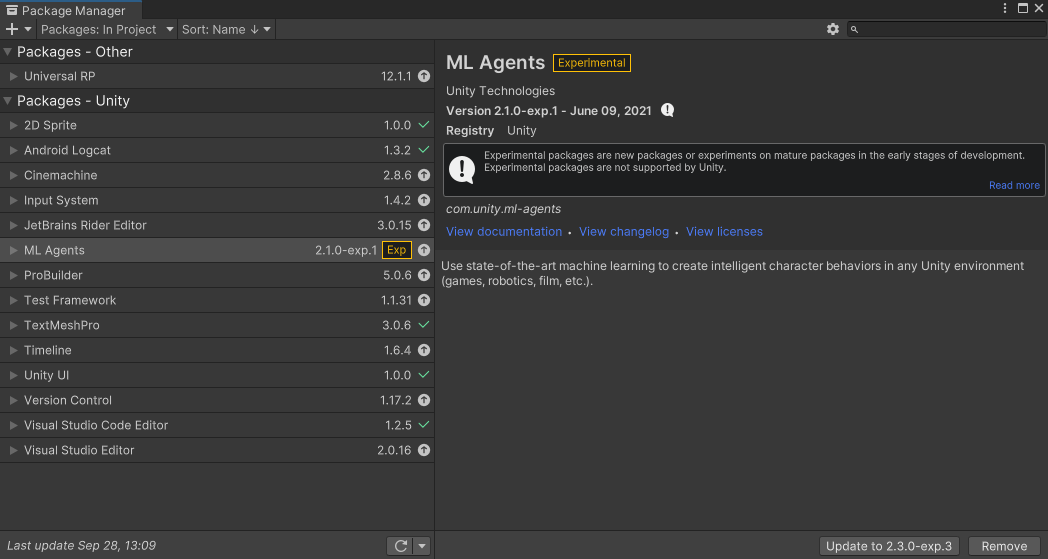 Package Manager
Packages: In Project
Sort: Name ↓
Packages - Other
Universal RP 12.1.1
Packages - Unity
2D Sprite 1.0.0
Android Logcat 1.3.2
Cinemachine 2.8.6
Input System 1.4.2
JetBrains Rider Editor 3.0.15
ML Agents 2.1.0-exp.1 Exp
ProBuilder 5.0.6
Test Framework 1.1.31
TextMeshPro 3.0.6
Timeline 1.6.4
Unity UI 1.0.0
Version Control 1.17.2
Visual Studio Code Editor 1.2.5
Visual Studio Editor 2.0.16
Last update Sep 28, 13:09
ML Agents Experimental
Unity Technologies
Version 2.1.0-exp.1 - June 09, 2021
Registry Unity
Experimental packages are new packages or experiments on mature packages in the early stages of development.
Experimental packages are not supported by Unity.
Read more
com.unity.ml-agents
View documentation • View changelog • View licenses
Use state-of-the-art machine learning to create intelligent character behaviors in any Unity environment
(games, robotics, film, etc.).
Update to 2.3.0-exp.3
Remove